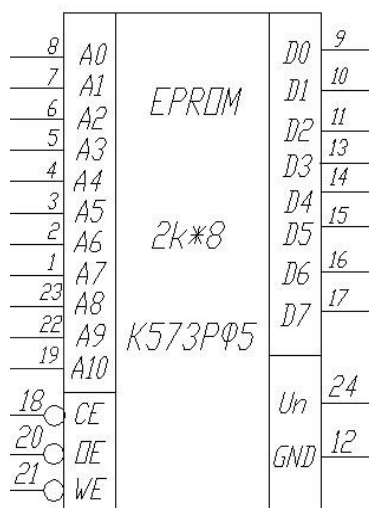 8 A0
7 A1
6 A2
5 A3
4 A4
3 A5
2 A6
1 A7
23 A8
22 A9
19 A10
18 CE
20 OE
21 WE
EPROM
2k*8
К573РФ5
D0 9
D1 10
D2 11
D3 13
D4 14
D5 15
D6 16
D7 17
Un 24
GND 12